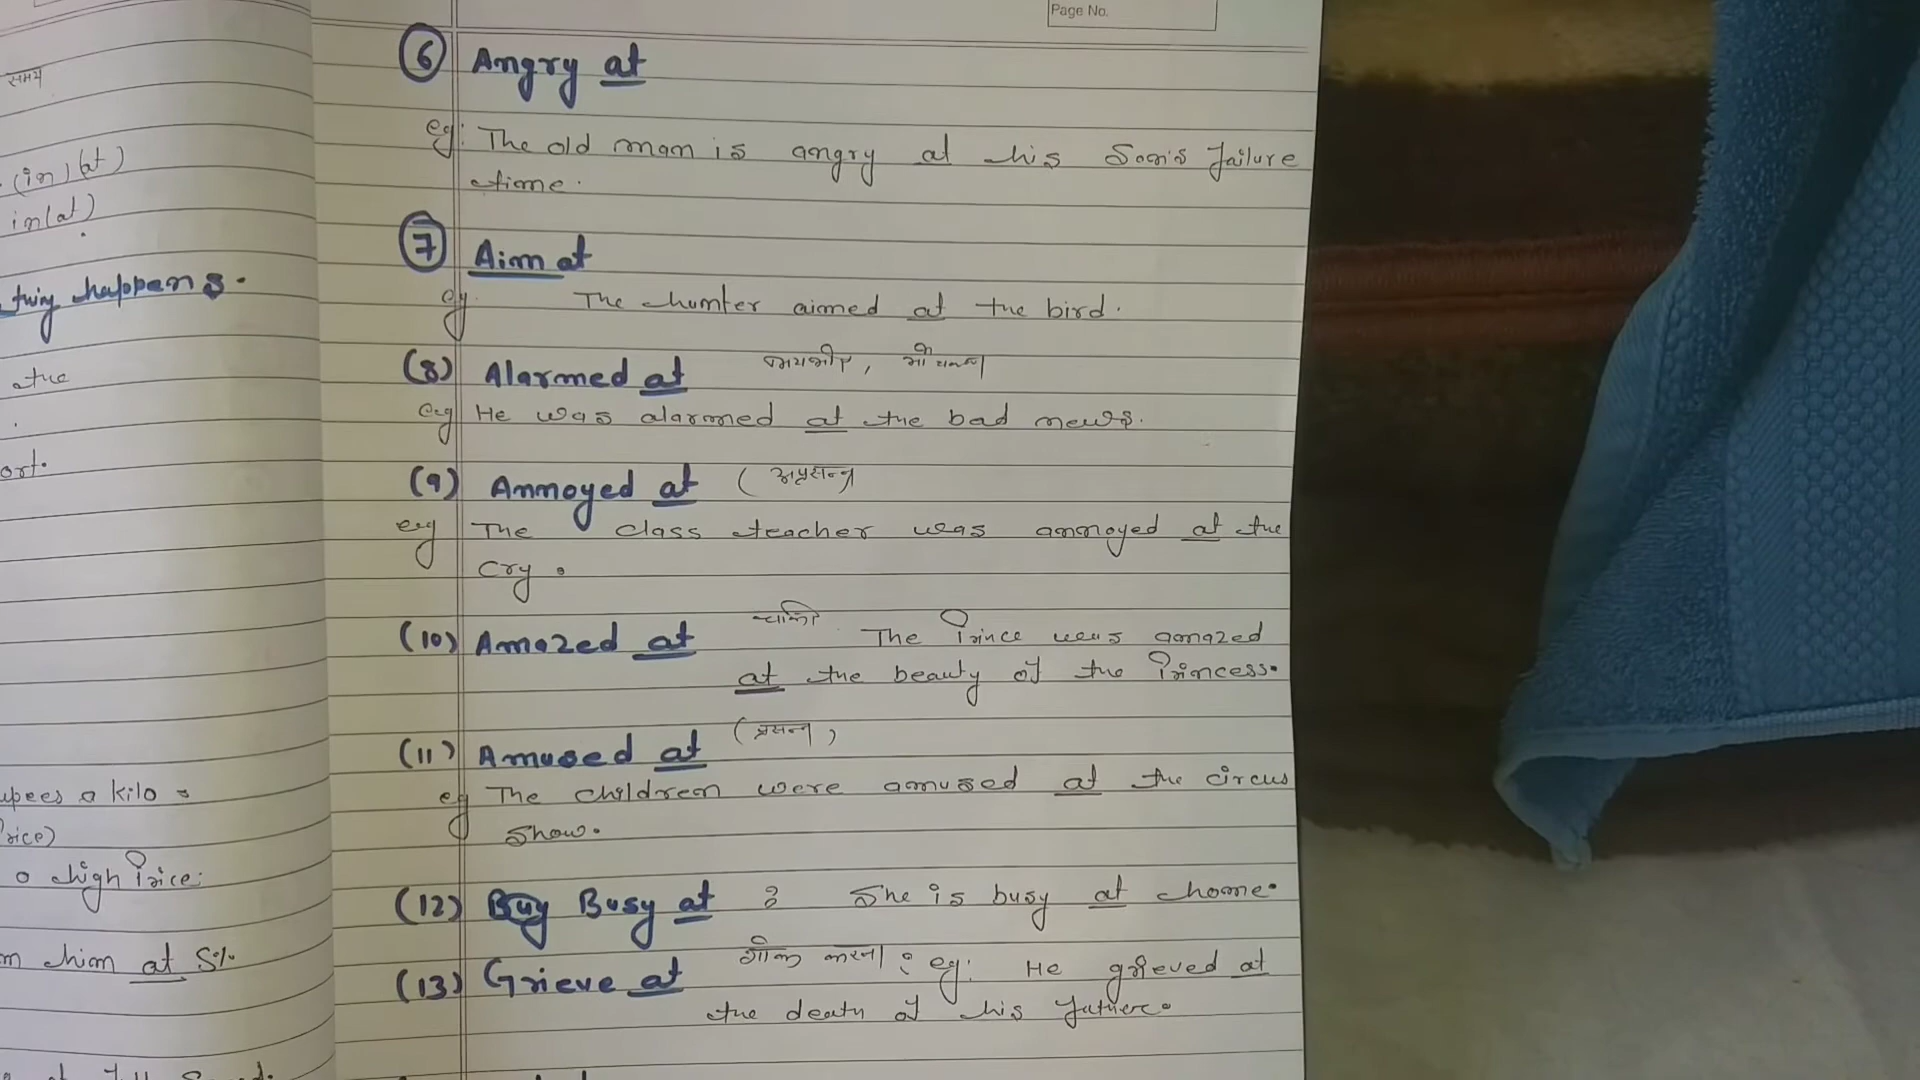 समय
(in) (at)
in(at)
happens.
the
ort.
upees a kilo
rice)
high Price.
m him at 5%
Page No.
6 Angry at
eg: The old man is angry at his Son's failure
time.
7 Aim at
eg. The hunter aimed at the bird.
(8) Alarmed at भयभीत,
eg He was alarmed at the bad news.
(9) Annoyed at (अप्रसन्न)
eg The class teacher was annoyed at the
cry.
(10) Amazed at चकित The Prince was amazed
at the beauty of the Princess.
(11) Amused at (प्रसन्न)
eg The children were amused at the circus
Show.
(12) Busy at : She is busy at home.
(13) Grieve at शोक करना : eg: He grieved at
the death of his father.